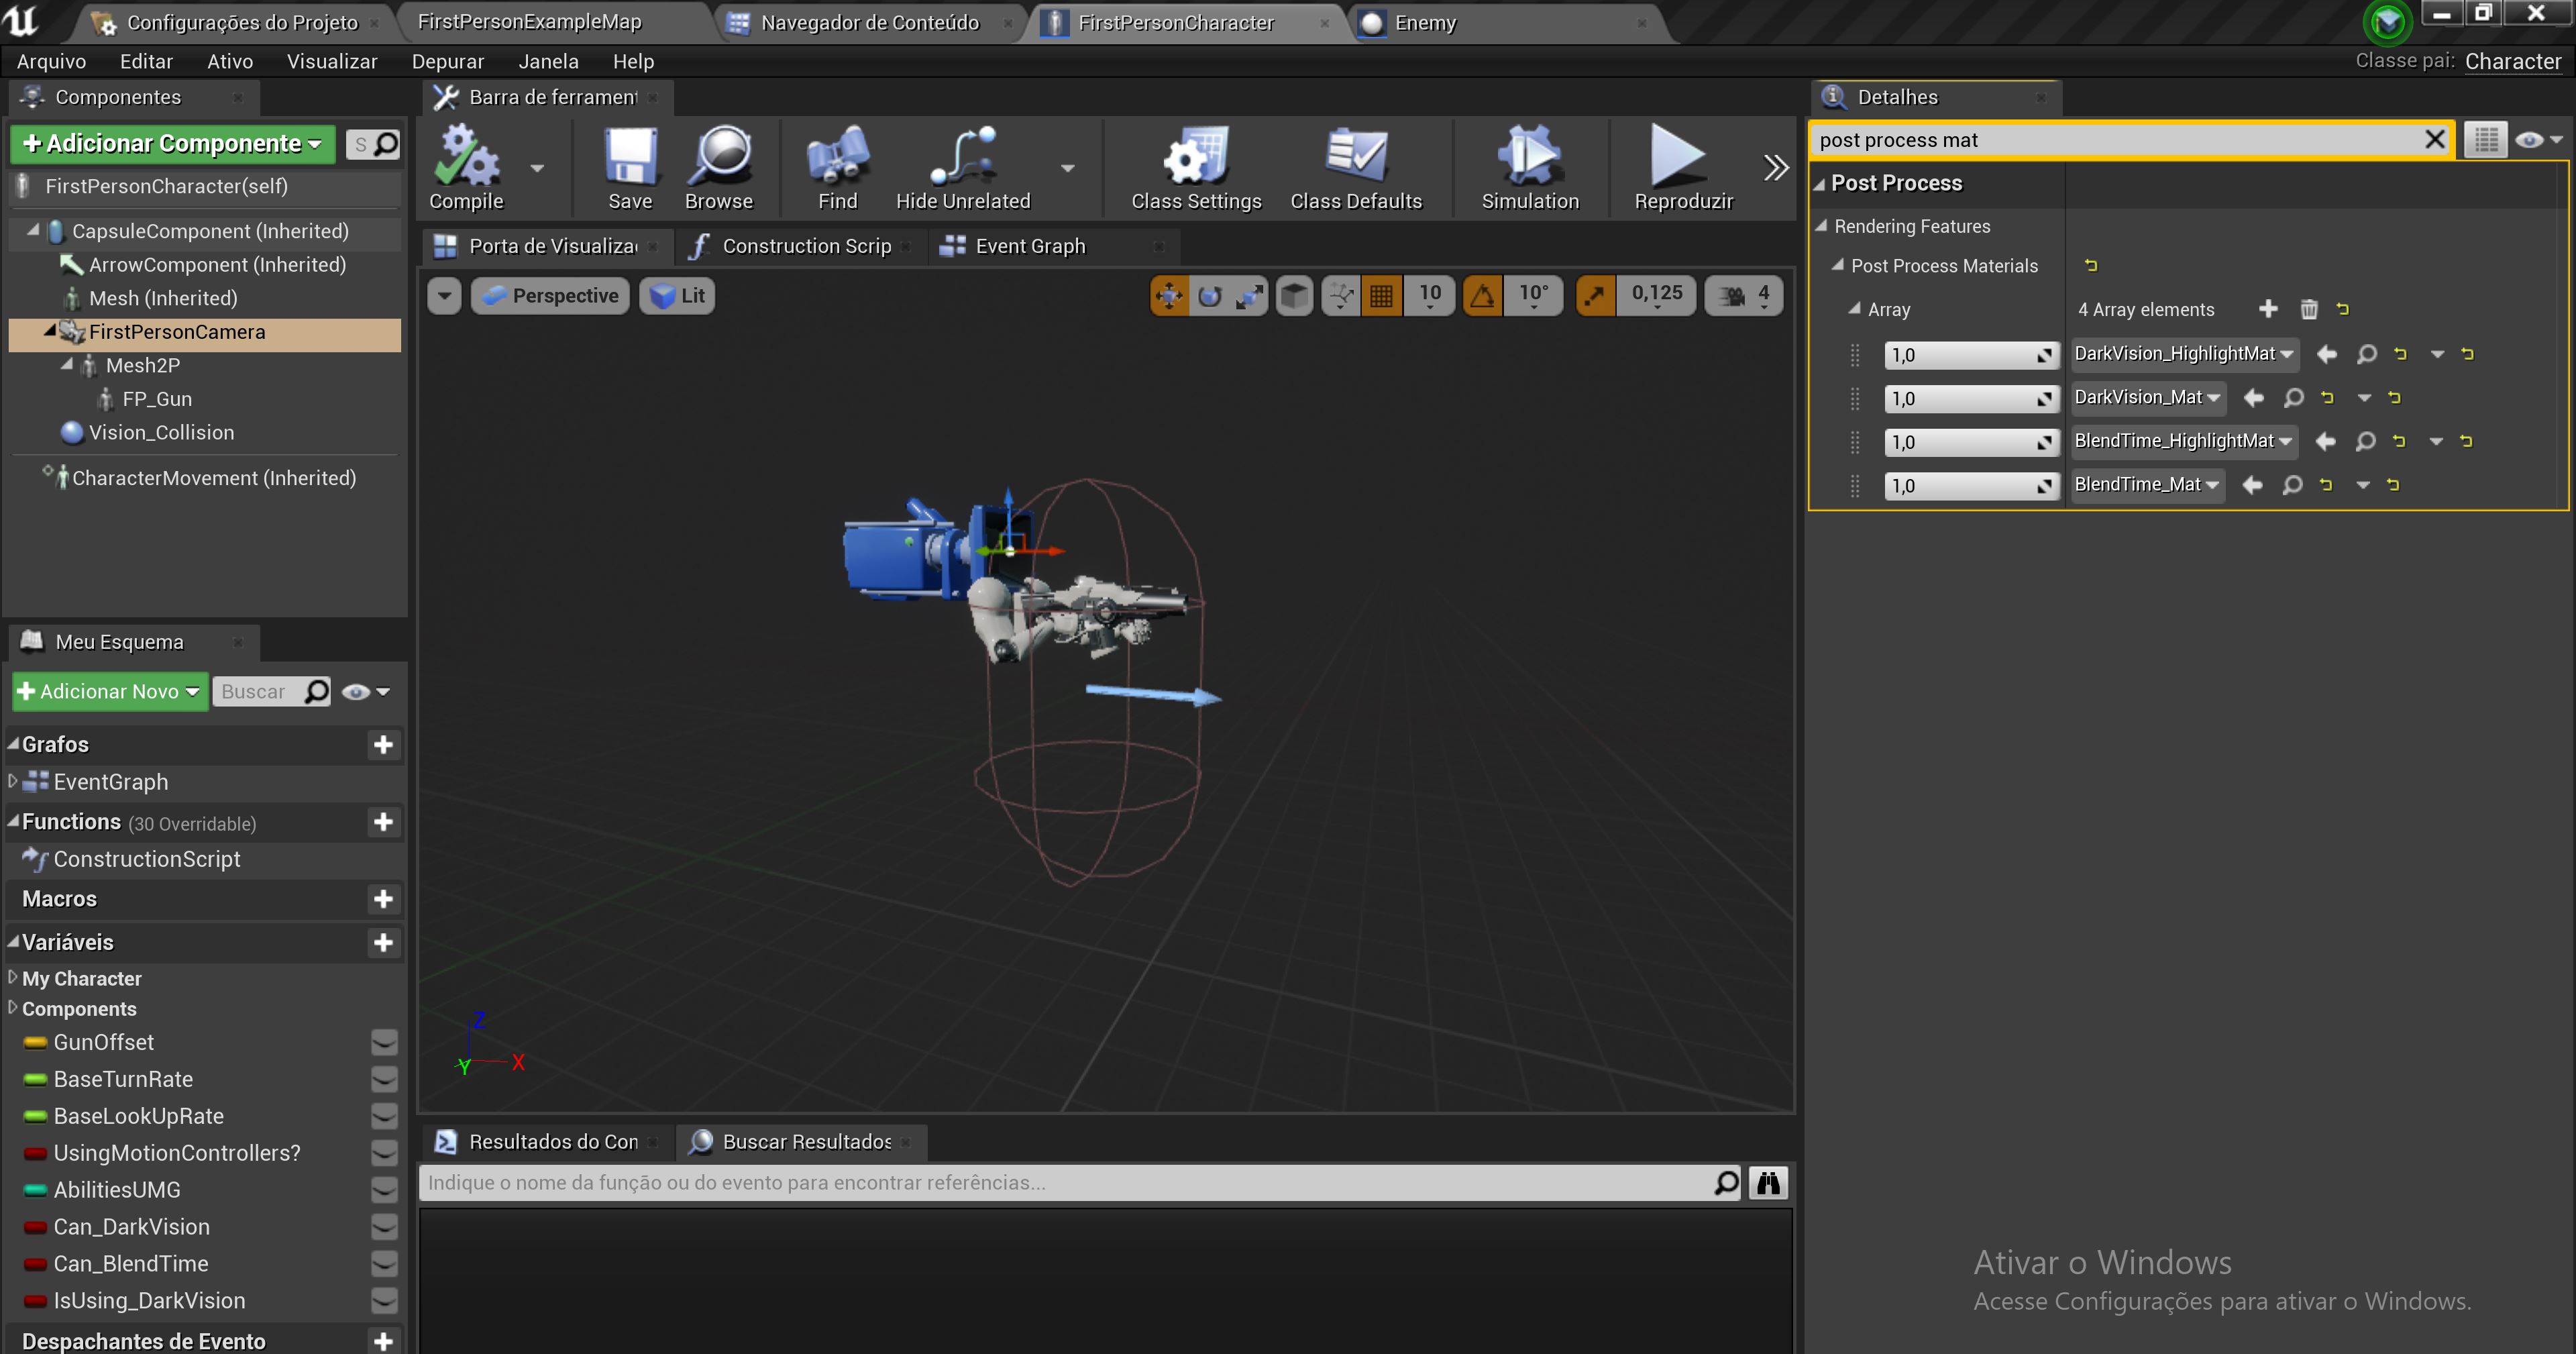 Configurações do Projeto
FirstPersonExampleMap
Navegador de Conteúdo
FirstPersonCharacter
Enemy
Arquivo Editar Ativo Visualizar Depurar Janela Help
Classe pai: Character
Componentes
Adicionar Componente
S
FirstPersonCharacter(self)
CapsuleComponent (Inherited)
ArrowComponent (Inherited)
Mesh (Inherited)
FirstPersonCamera
Mesh2P
FP_Gun
Vision_Collision
CharacterMovement (Inherited)
Meu Esquema
Adicionar Novo
Buscar
Grafos
EventGraph
Functions (30 Overridable)
ConstructionScript
Macros
Variáveis
My Character
Components
GunOffset
BaseTurnRate
BaseLookUpRate
UsingMotionControllers?
AbilitiesUMG
Can_DarkVision
Can_BlendTime
IsUsing_DarkVision
Despachantes de Evento
Barra de ferrament
Compile
Save
Browse
Find
Hide Unrelated
Class Settings
Class Defaults
Simulation
Reproduzir
Porta de Visualiza
Construction Scrip
Event Graph
Perspective
Lit
10
10°
0,125
4
Z
Y
X
Resultados do Con
Buscar Resultados
Indique o nome da função ou do evento para encontrar referências...
Detalhes
post process mat
Post Process
Rendering Features
Post Process Materials
Array
4 Array elements
1,0 DarkVision_HighlightMat
1,0 DarkVision_Mat
1,0 BlendTime_HighlightMat
1,0 BlendTime_Mat
Ativar o Windows
Acesse Configurações para ativar o Windows.